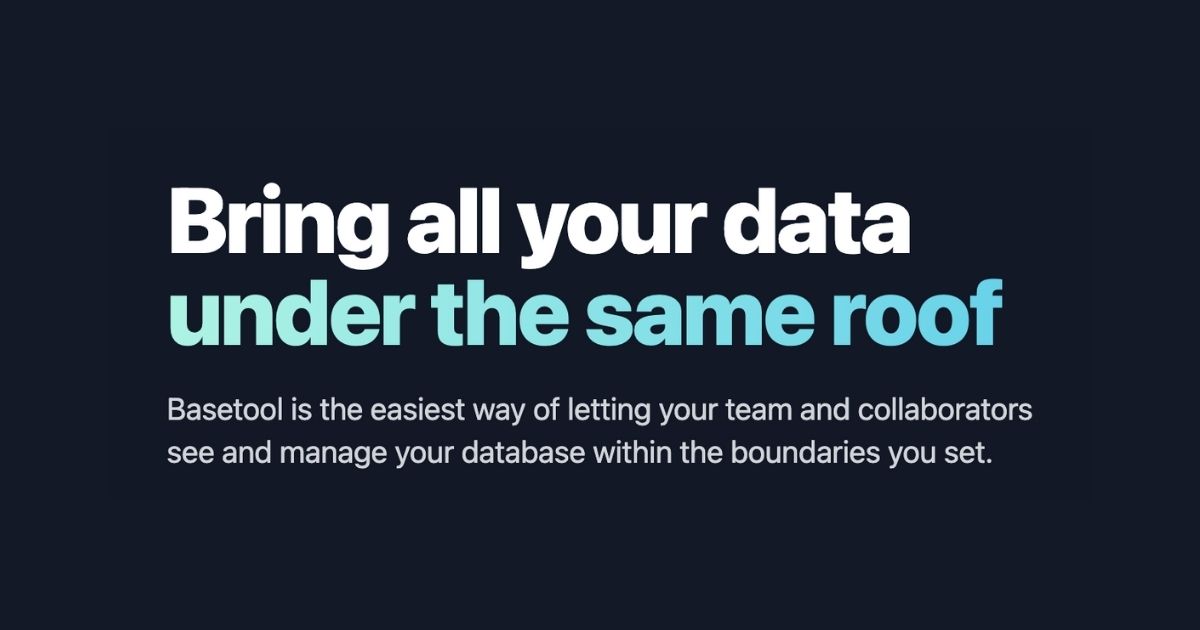 Bring all your data
under the same roof
Basetool is the easiest way of letting your team and collaborators
see and manage your database within the boundaries you set.